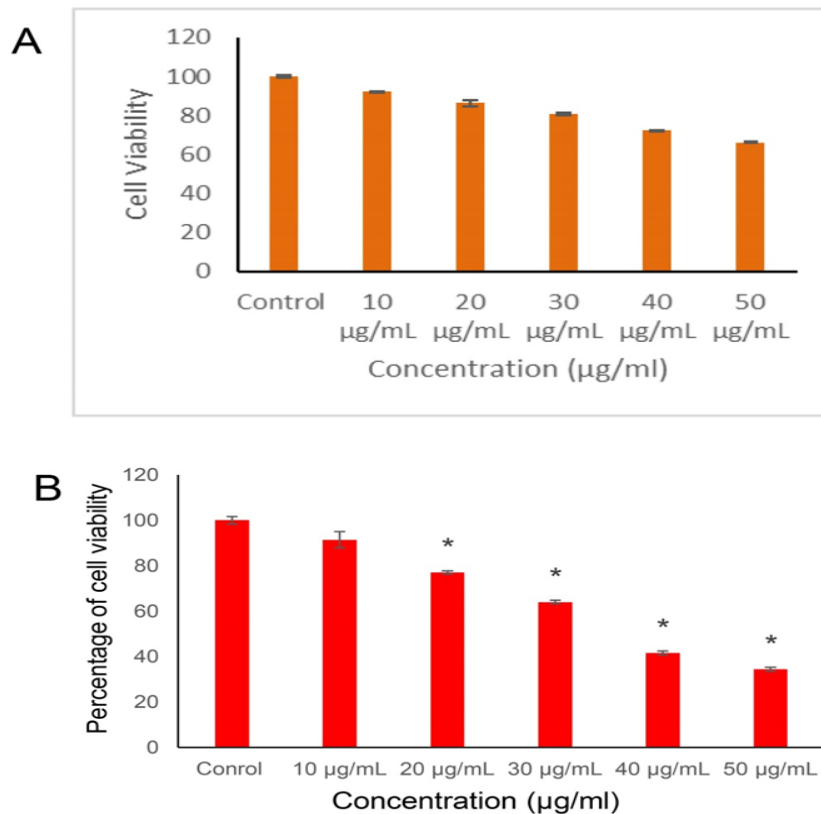 A
120
100
80
60
40
20
0
Cell Viability
Control 10 20 30 40 50
µg/mL µg/mL µg/mL µg/mL µg/mL
Concentration (µg/ml)
B
120
100
80
60
40
20
0
Percentage of cell viability
*
*
*
*
Conrol 10 µg/mL 20 µg/mL 30 µg/mL 40 µg/mL 50 µg/mL
Concentration (µg/ml)